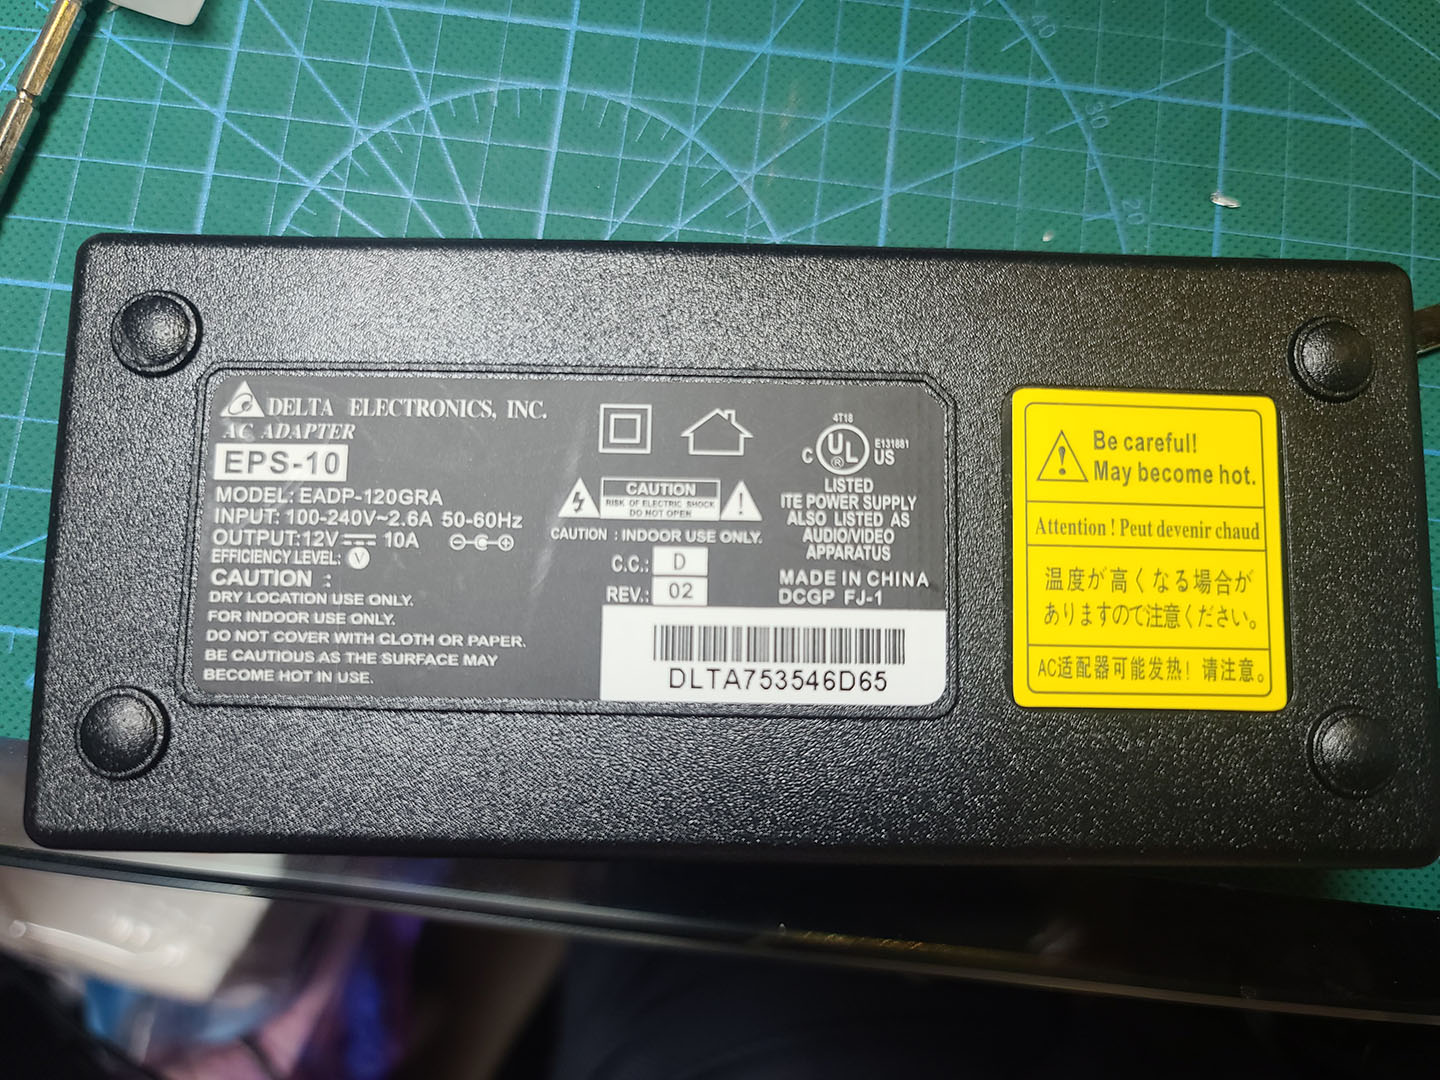 DELTA ELECTRONICS, INC.
AC ADAPTER
EPS-10
MODEL: EADP-120GRA
INPUT: 100-240V~2.6A 50-60Hz
OUTPUT:12V⎓ 10A
EFFICIENCY LEVEL: V
CAUTION :
DRY LOCATION USE ONLY.
FOR INDOOR USE ONLY.
DO NOT COVER WITH CLOTH OR PAPER.
BE CAUTIOUS AS THE SURFACE MAY
BECOME HOT IN USE.
CAUTION
RISK OF ELECTRIC SHOCK
DO NOT OPEN
CAUTION : INDOOR USE ONLY.
C.C.: D
REV.: 02
4T18
C UL US
®
E131881
LISTED
ITE POWER SUPPLY
ALSO LISTED AS
AUDIO/VIDEO
APPARATUS
MADE IN CHINA
DCGP FJ-1
DLTA753546D65
Be careful!
May become hot.
Attention ! Peut devenir chaud
温度が高くなる場合が
ありますので注意ください。
AC适配器可能发热！请注意。
40
30
20